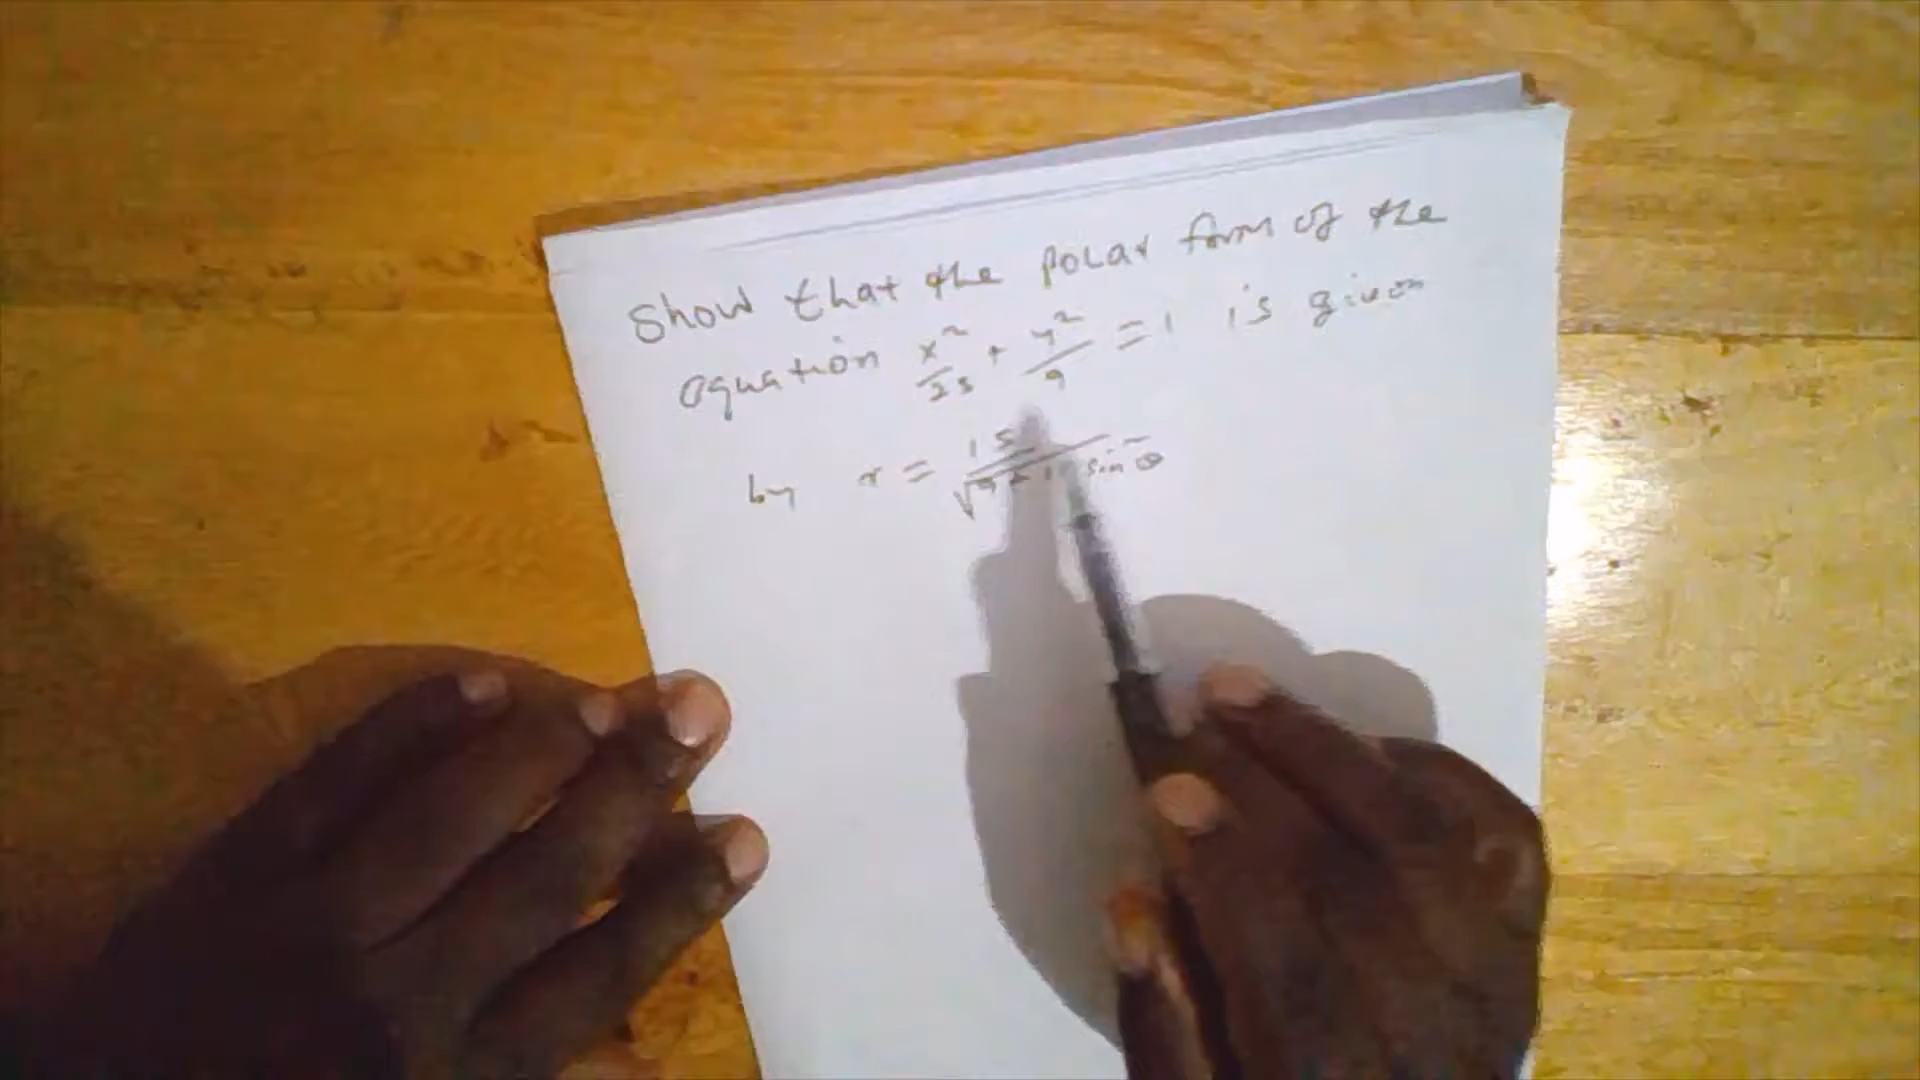 Show that the polar form of the
equation x²/25 + y²/9 = 1 is given
by r = 15/√9+1 sin²θ